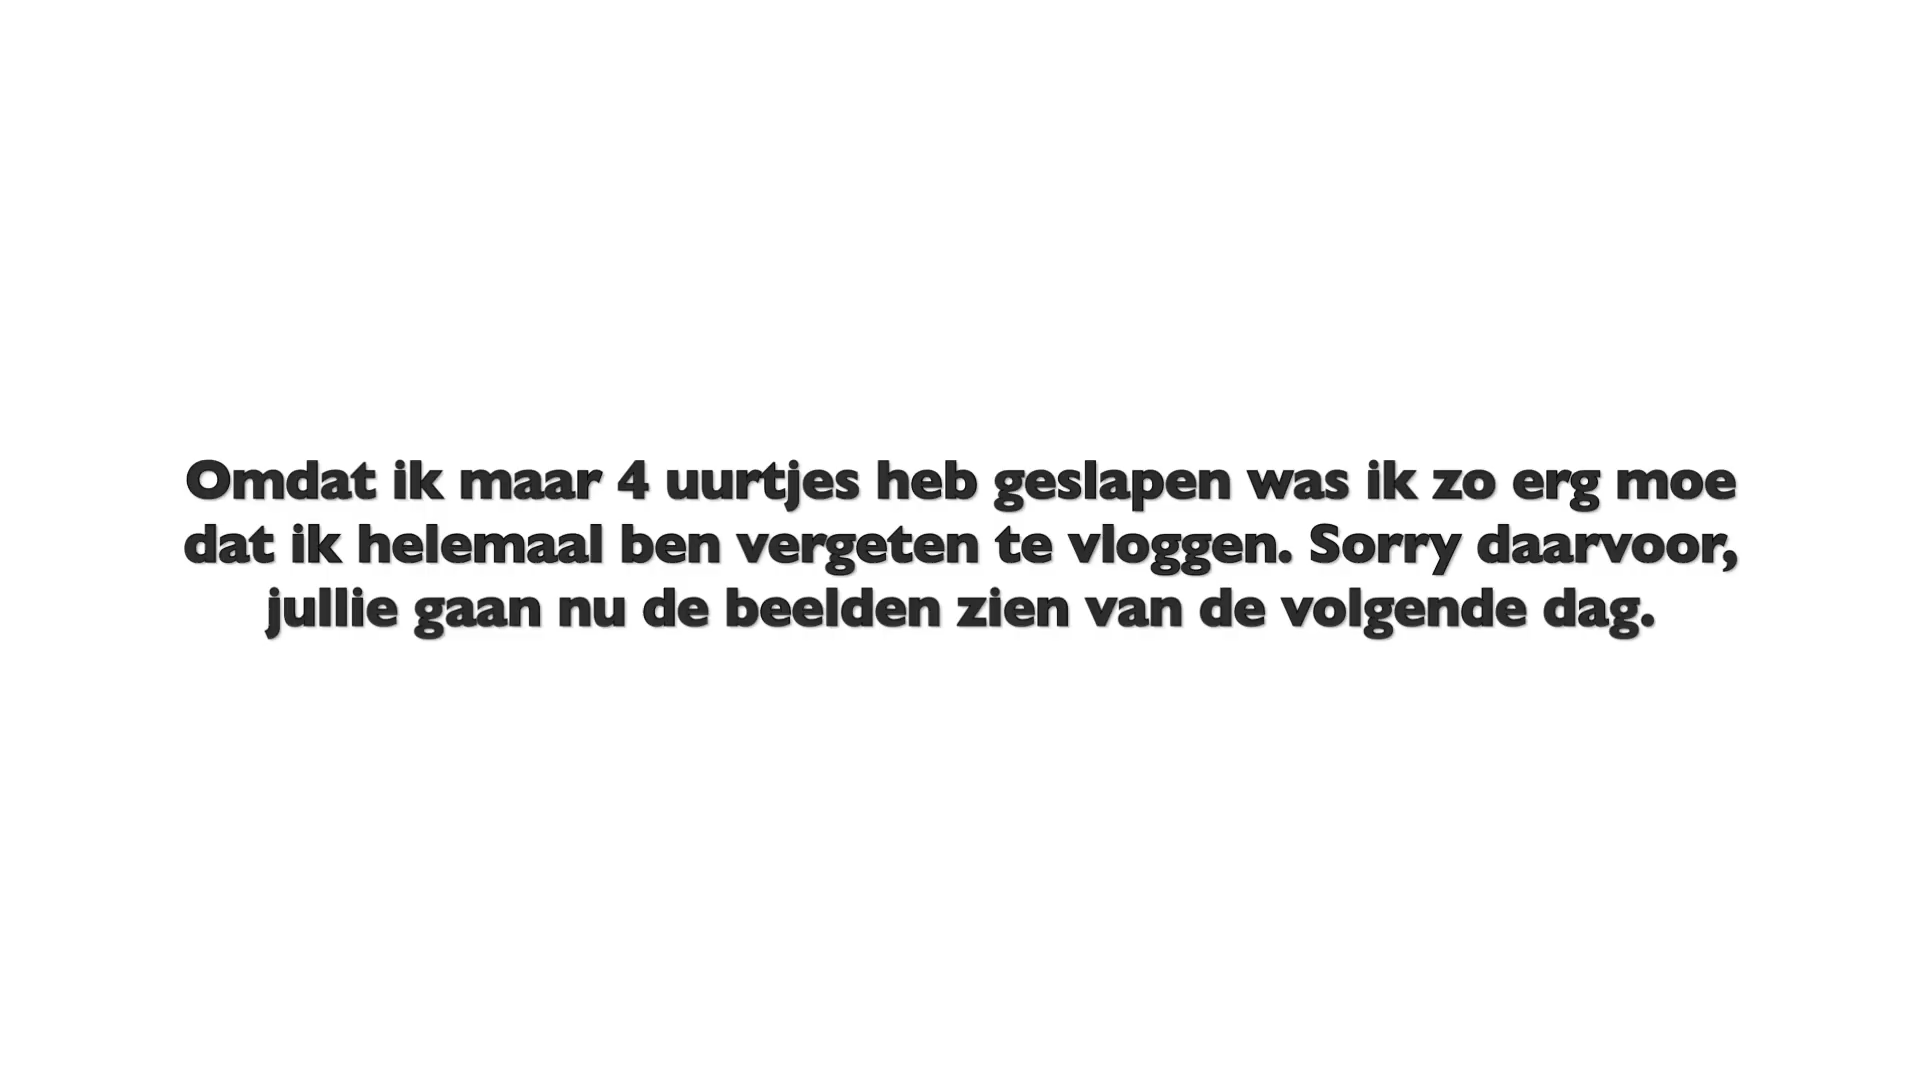 Omdat ik maar 4 uurtjes heb geslapen was ik zo erg moe
dat ik helemaal ben vergeten te vloggen. Sorry daarvoor,
jullie gaan nu de beelden zien van de volgende dag.